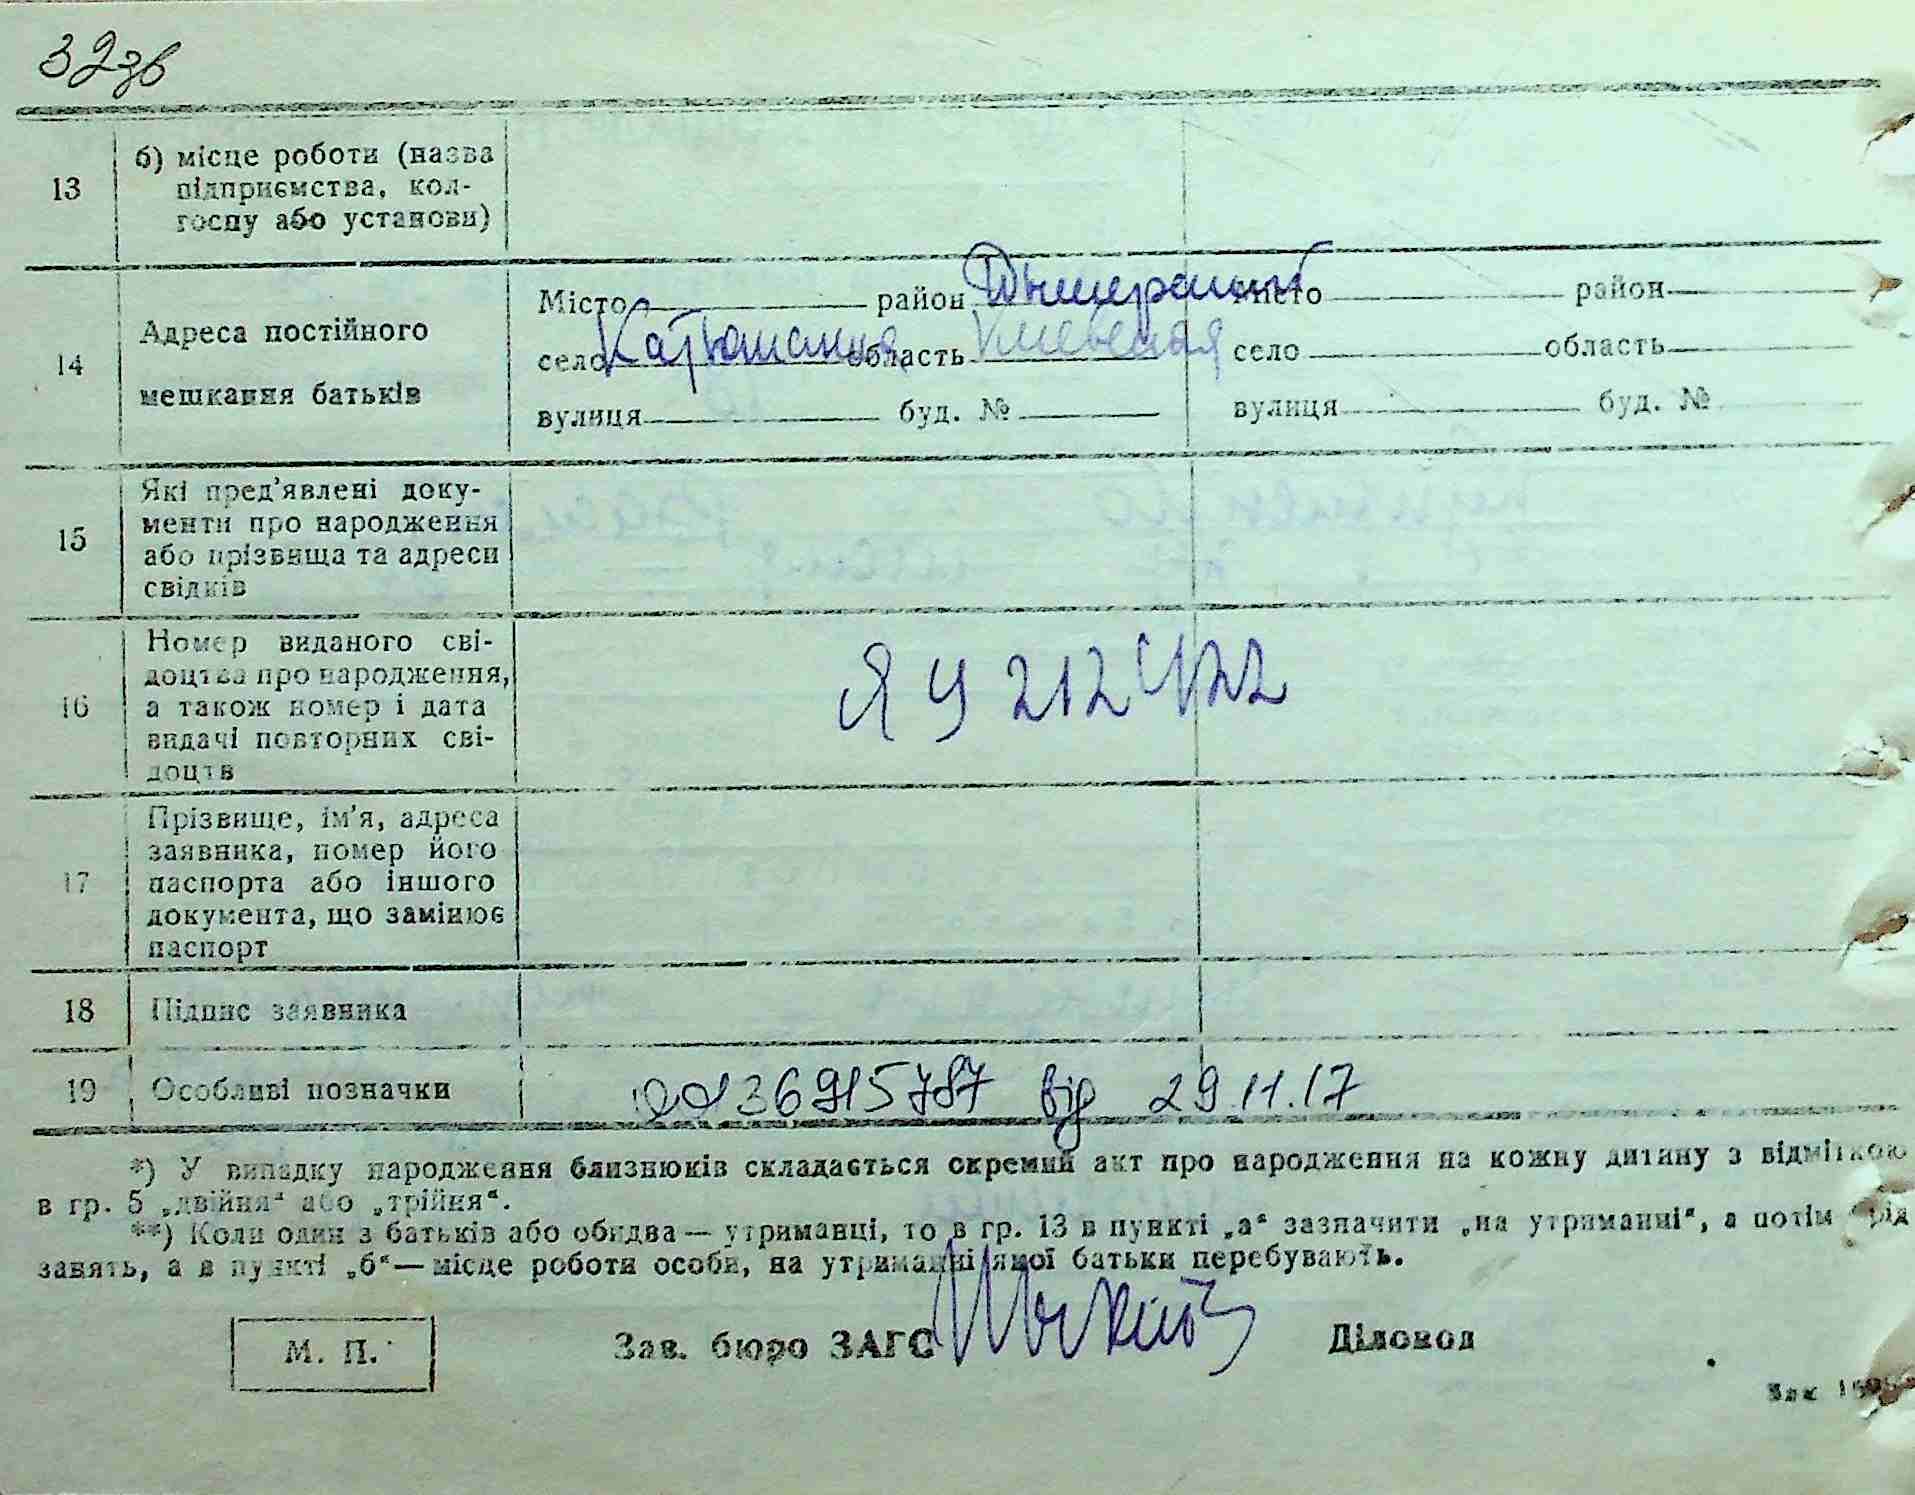 32зв
13
б) місце роботи (назва
підприємства, кол-
госпу або установи)
14
Адреса постійного
мешкання батьків
Місто район Дымерский місто район
село Катюжанка область Киевская село область
вулиця буд. № вулиця буд. №
15
Які пред'явлені доку-
менти про народження
або прізвища та адреси
свідків
16
Номер виданого сві-
доцтва про народження,
а також номер і дата
видачі повторних сві-
доцтв
17
Прізвище, ім'я, адреса
заявника, номер його
паспорта або іншого
документа, що замінює
паспорт
18
Підпис заявника
19
Особливі позначки
від 29.11.17
*) У випадку народження близнюків складається окремий акт про народження на кожну дитину з відміткою
в гр. 5 „двійня“ або „трійня“.
**) Коли один з батьків або обидва — утриманці, то в гр. 13 в пункті „а“ зазначити „на утриманні“, а потім рід
занять, а в пункті „б“ — місце роботи особи, на утриманні якої батьки перебувають.
М. П.
Зав. бюро ЗАГС
Діловод
Зак